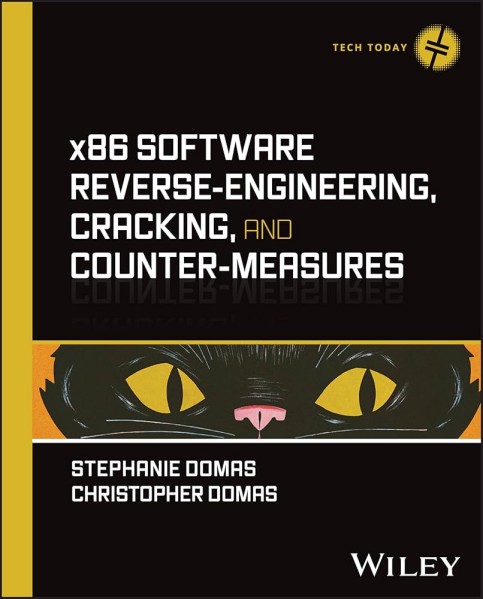 TECH TODAY
x86 SOFTWARE
REVERSE-ENGINEERING,
CRACKING, AND
COUNTER-MEASURES
STEPHANIE DOMAS
CHRISTOPHER DOMAS
WILEY